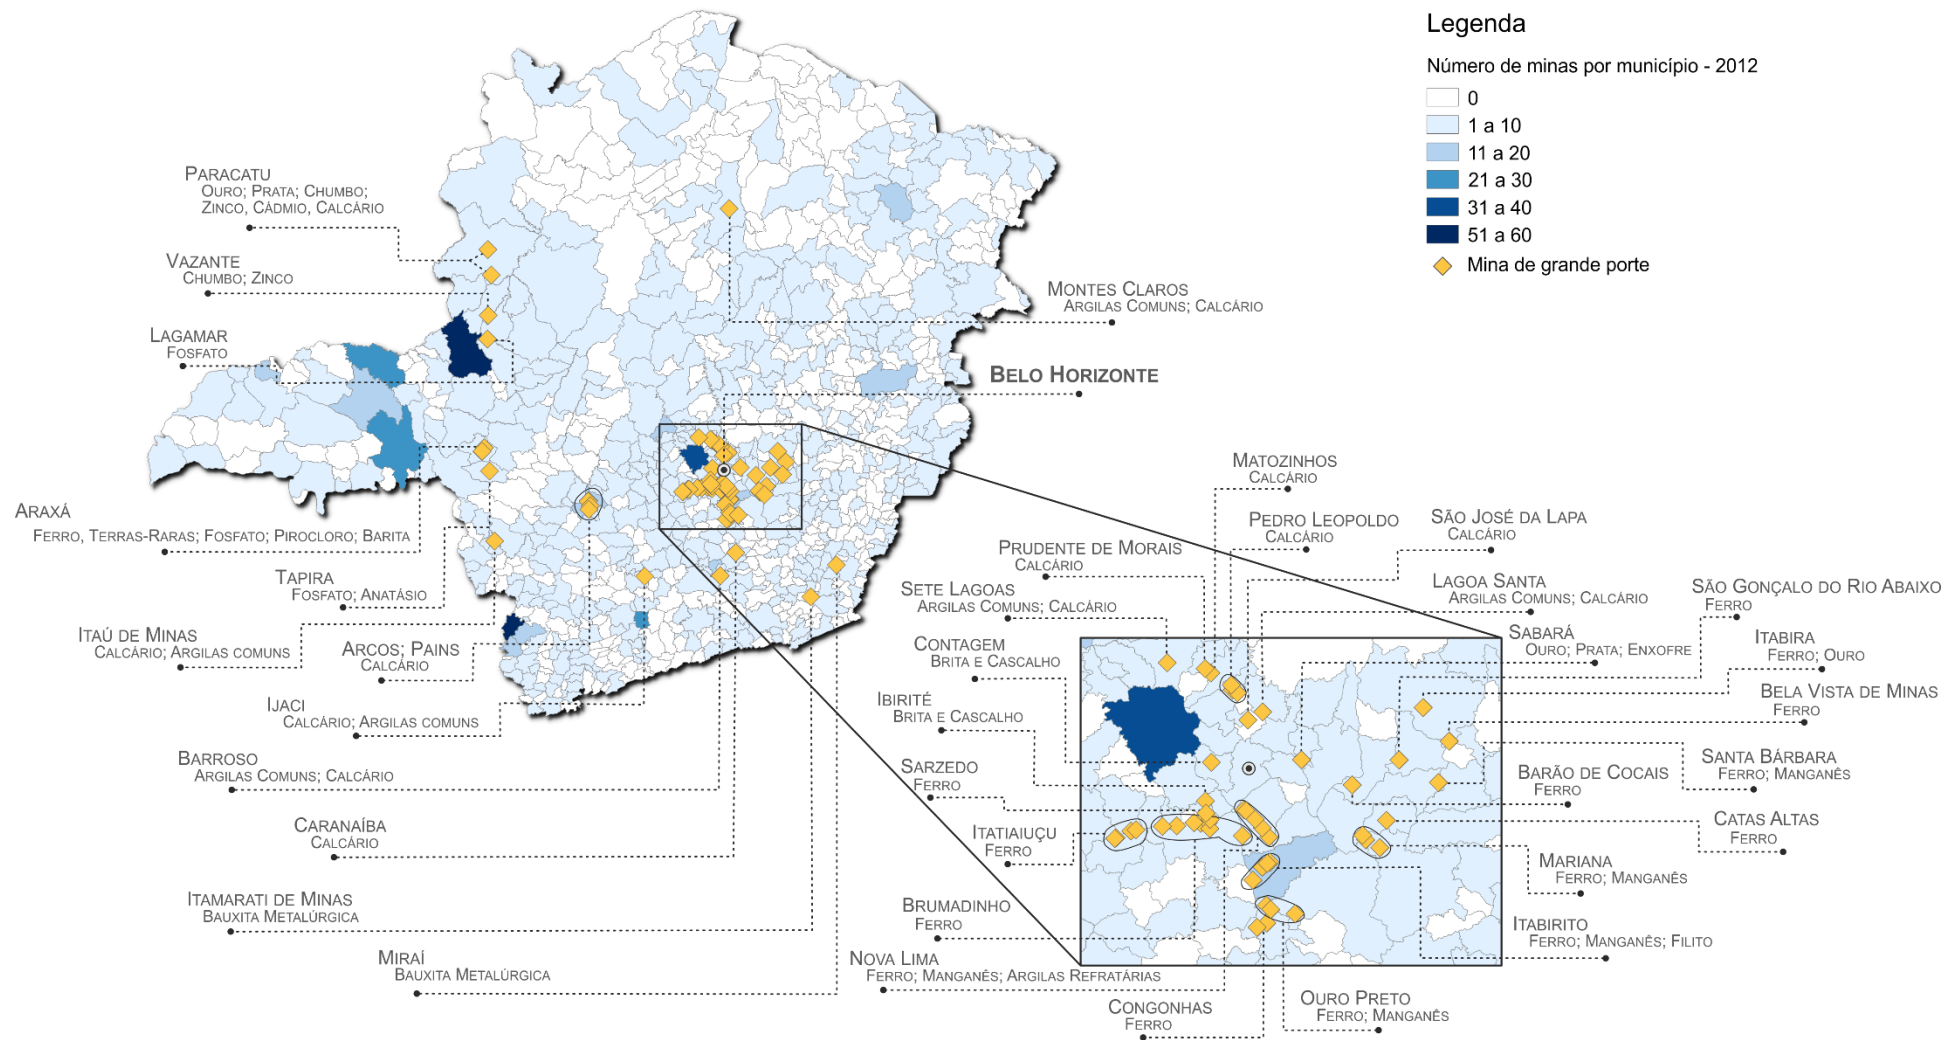 Legenda
Número de minas por município - 2012
0
1 a 10
11 a 20
21 a 30
31 a 40
51 a 60
Mina de grande porte
PARACATU
OURO; PRATA; CHUMBO;
ZINCO, CÁDMIO, CALCÁRIO
VAZANTE
CHUMBO; ZINCO
LAGAMAR
FOSFATO
MONTES CLAROS
ARGILAS COMUNS; CALCÁRIO
BELO HORIZONTE
ARAXÁ
FERRO, TERRAS-RARAS; FOSFATO; PIROCLORO; BARITA
TAPIRA
FOSFATO; ANATÁSIO
ITAÚ DE MINAS
CALCÁRIO; ARGILAS COMUNS
ARCOS; PAINS
CALCÁRIO
IJACI
CALCÁRIO; ARGILAS COMUNS
BARROSO
ARGILAS COMUNS; CALCÁRIO
CARANAÍBA
CALCÁRIO
ITAMARATI DE MINAS
BAUXITA METALÚRGICA
MIRAÍ
BAUXITA METALÚRGICA
MATOZINHOS
CALCÁRIO
PEDRO LEOPOLDO
CALCÁRIO
SÃO JOSÉ DA LAPA
CALCÁRIO
PRUDENTE DE MORAIS
CALCÁRIO
LAGOA SANTA
ARGILAS COMUNS; CALCÁRIO
SÃO GONÇALO DO RIO ABAIXO
FERRO
SETE LAGOAS
ARGILAS COMUNS; CALCÁRIO
SABARÁ
OURO; PRATA; ENXOFRE
ITABIRA
FERRO; OURO
CONTAGEM
BRITA E CASCALHO
BELA VISTA DE MINAS
FERRO
IBIRITÉ
BRITA E CASCALHO
SANTA BÁRBARA
FERRO; MANGANÊS
SARZEDO
FERRO
BARÃO DE COCAIS
FERRO
ITATIAIUÇU
FERRO
CATAS ALTAS
FERRO
MARIANA
FERRO; MANGANÊS
BRUMADINHO
FERRO
ITABIRITO
FERRO; MANGANÊS; FILITO
NOVA LIMA
FERRO; MANGANÊS; ARGILAS REFRATÁRIAS
CONGONHAS
FERRO
OURO PRETO
FERRO; MANGANÊS